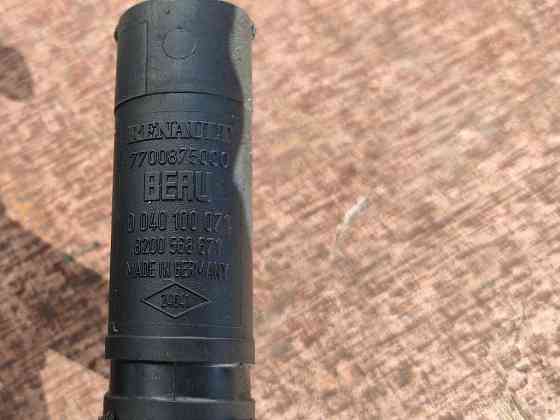 RENAULT
7700875000
BERU
0 040 100 071
8200 568 671
MADE IN GERMANY